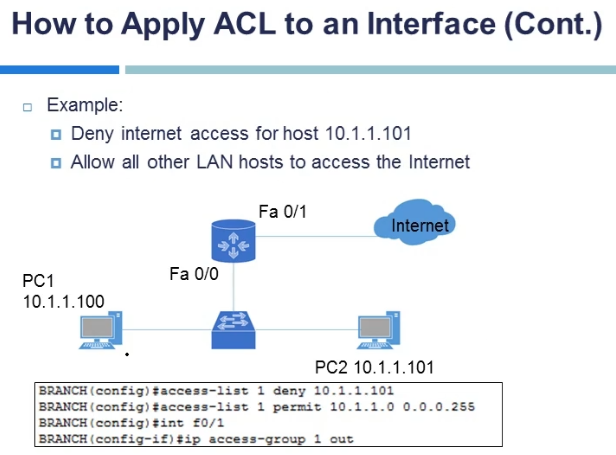 How to Apply ACL to an Interface (Cont.)
Example:
Deny internet access for host 10.1.1.101
Allow all other LAN hosts to access the Internet
Fa 0/1
Internet
Fa 0/0
PC1
10.1.1.100
PC2 10.1.1.101
BRANCH(config)#access-list 1 deny 10.1.1.101
BRANCH(config)#access-list 1 permit 10.1.1.0 0.0.0.255
BRANCH(config)#int f0/1
BRANCH(config-if)#ip access-group 1 out